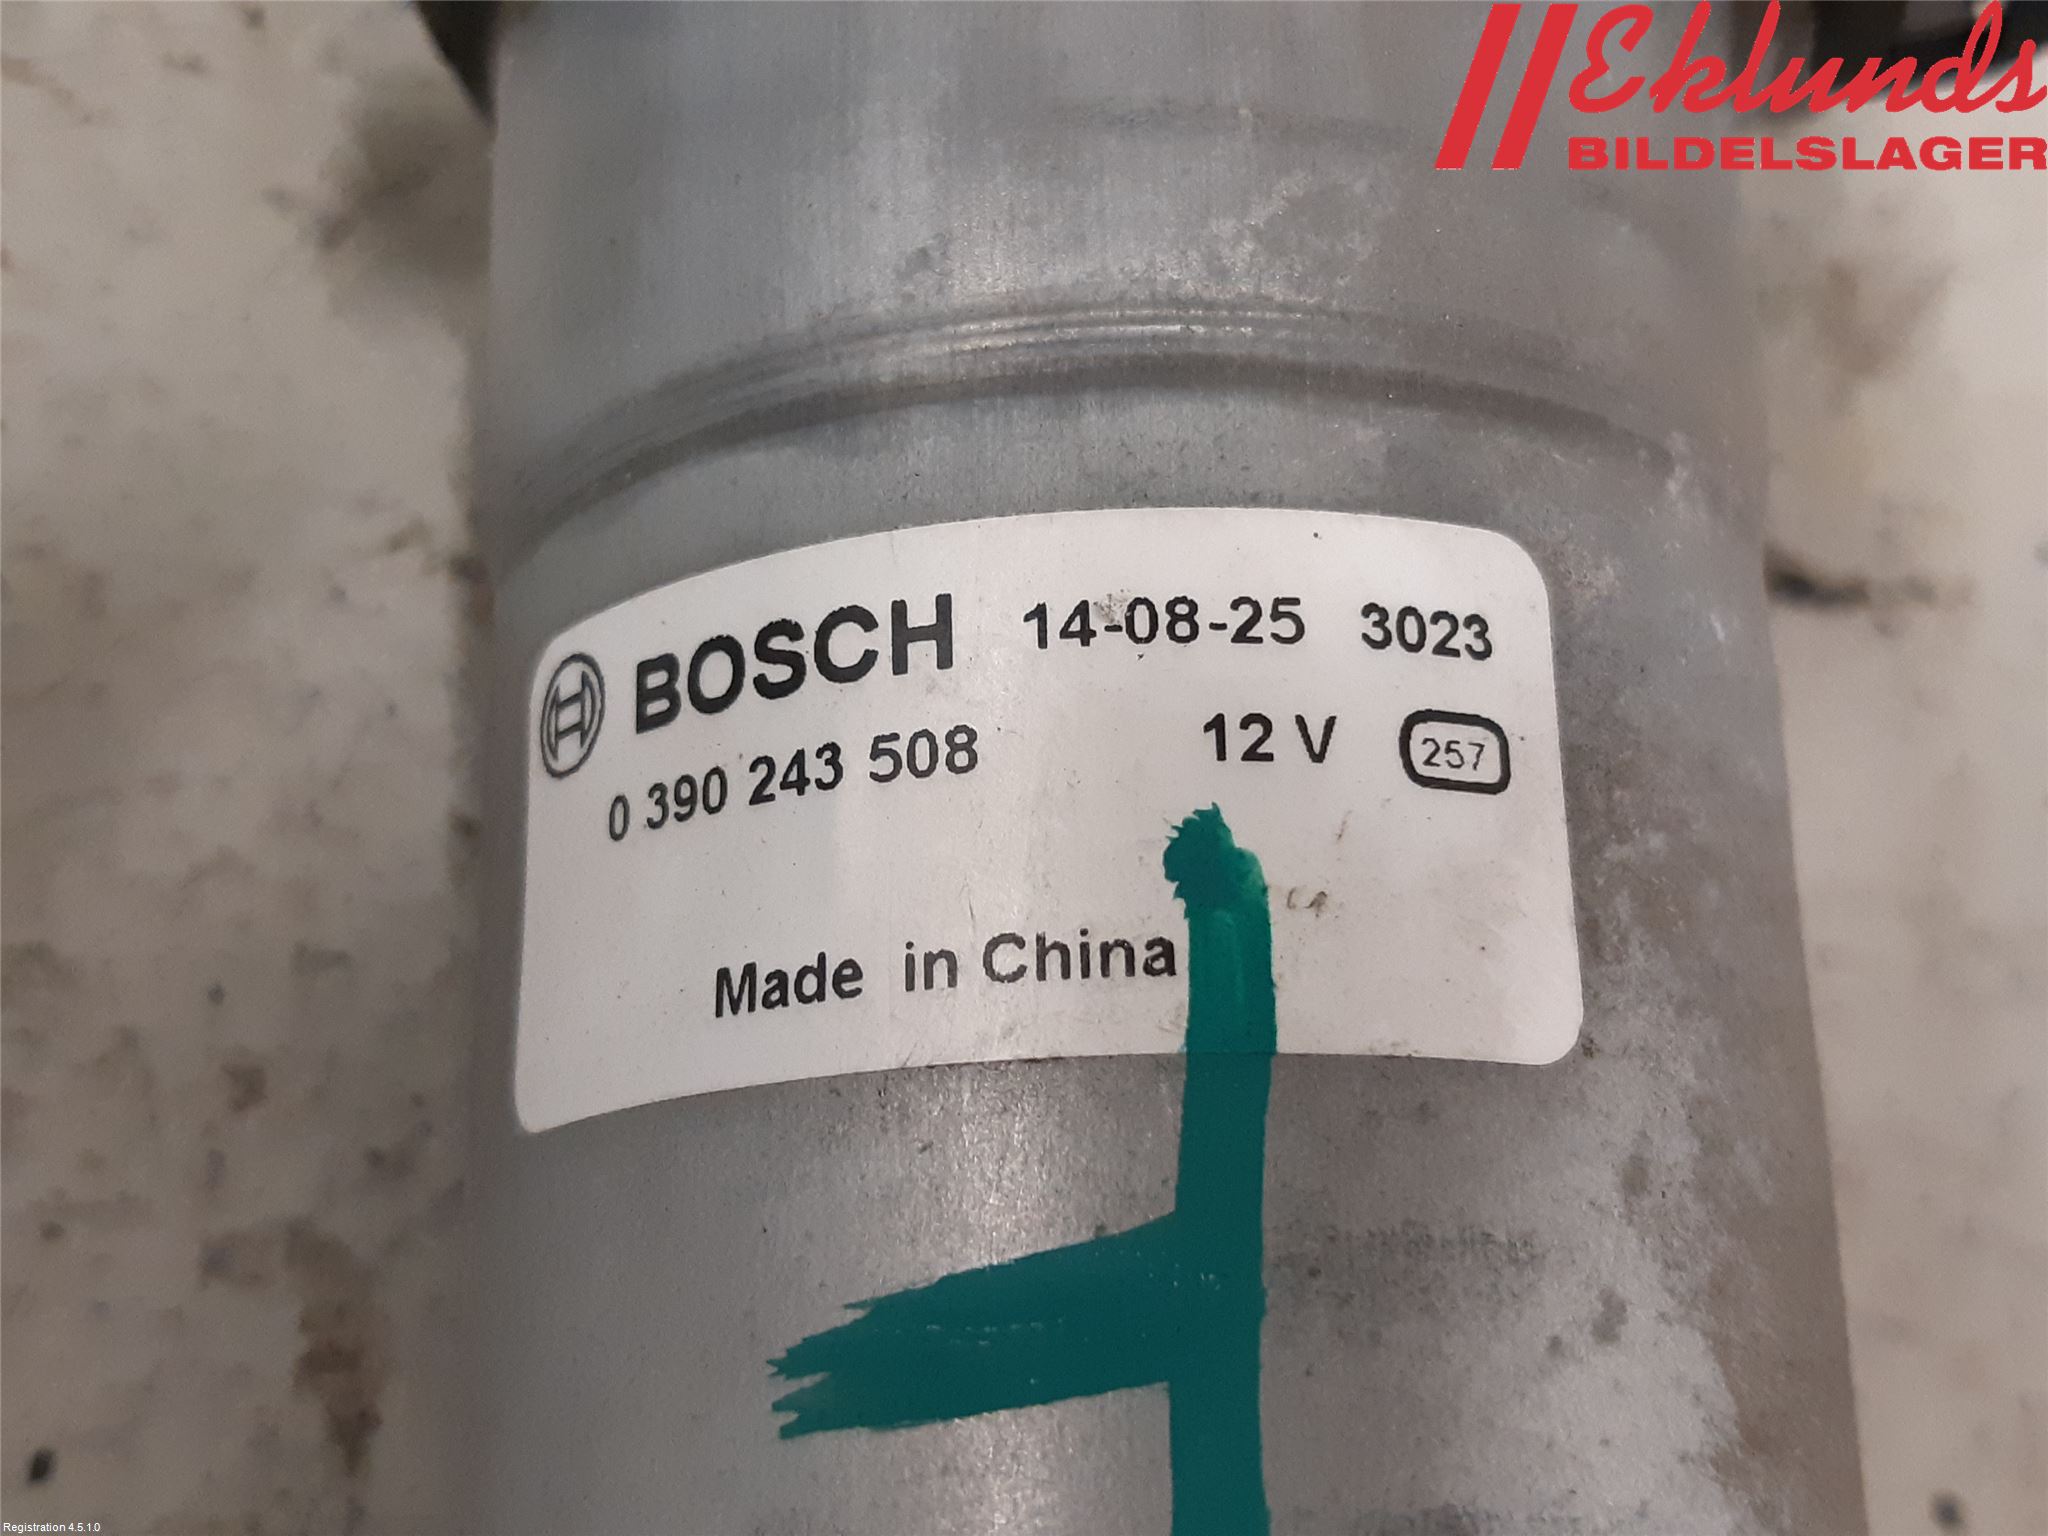 Eklunds
BILDELSLAGER
BOSCH 14-08-25 3023
0 390 243 508 12 V 257
Made in China
Registration 4.5.1.0